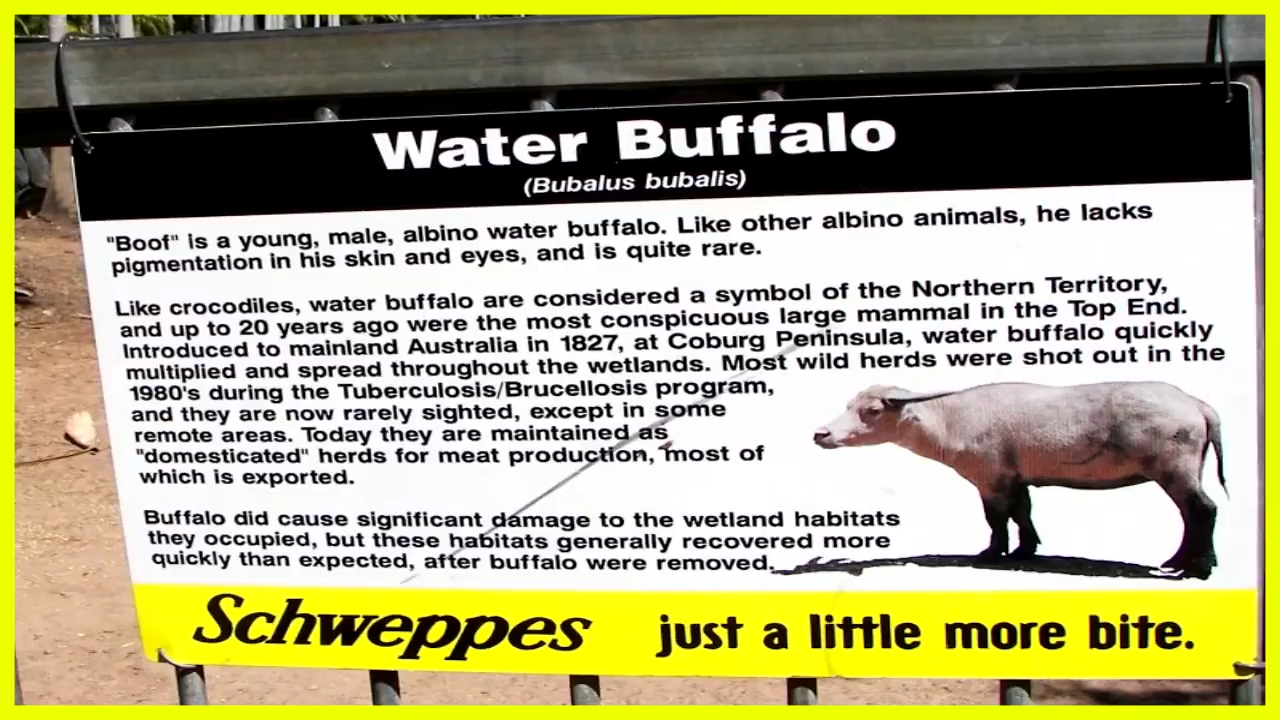 Water Buffalo
(Bubalus bubalis)
"Boof" is a young, male, albino water buffalo. Like other albino animals, he lacks
pigmentation in his skin and eyes, and is quite rare.
Like crocodiles, water buffalo are considered a symbol of the Northern Territory,
and up to 20 years ago were the most conspicuous large mammal in the Top End.
Introduced to mainland Australia in 1827, at Coburg Peninsula, water buffalo quickly
multiplied and spread throughout the wetlands. Most wild herds were shot out in the
1980's during the Tuberculosis/Brucellosis program,
and they are now rarely sighted, except in some
remote areas. Today they are maintained as
"domesticated" herds for meat production, most of
which is exported.
Buffalo did cause significant damage to the wetland habitats
they occupied, but these habitats generally recovered more
quickly than expected, after buffalo were removed.
Schweppes just a little more bite.